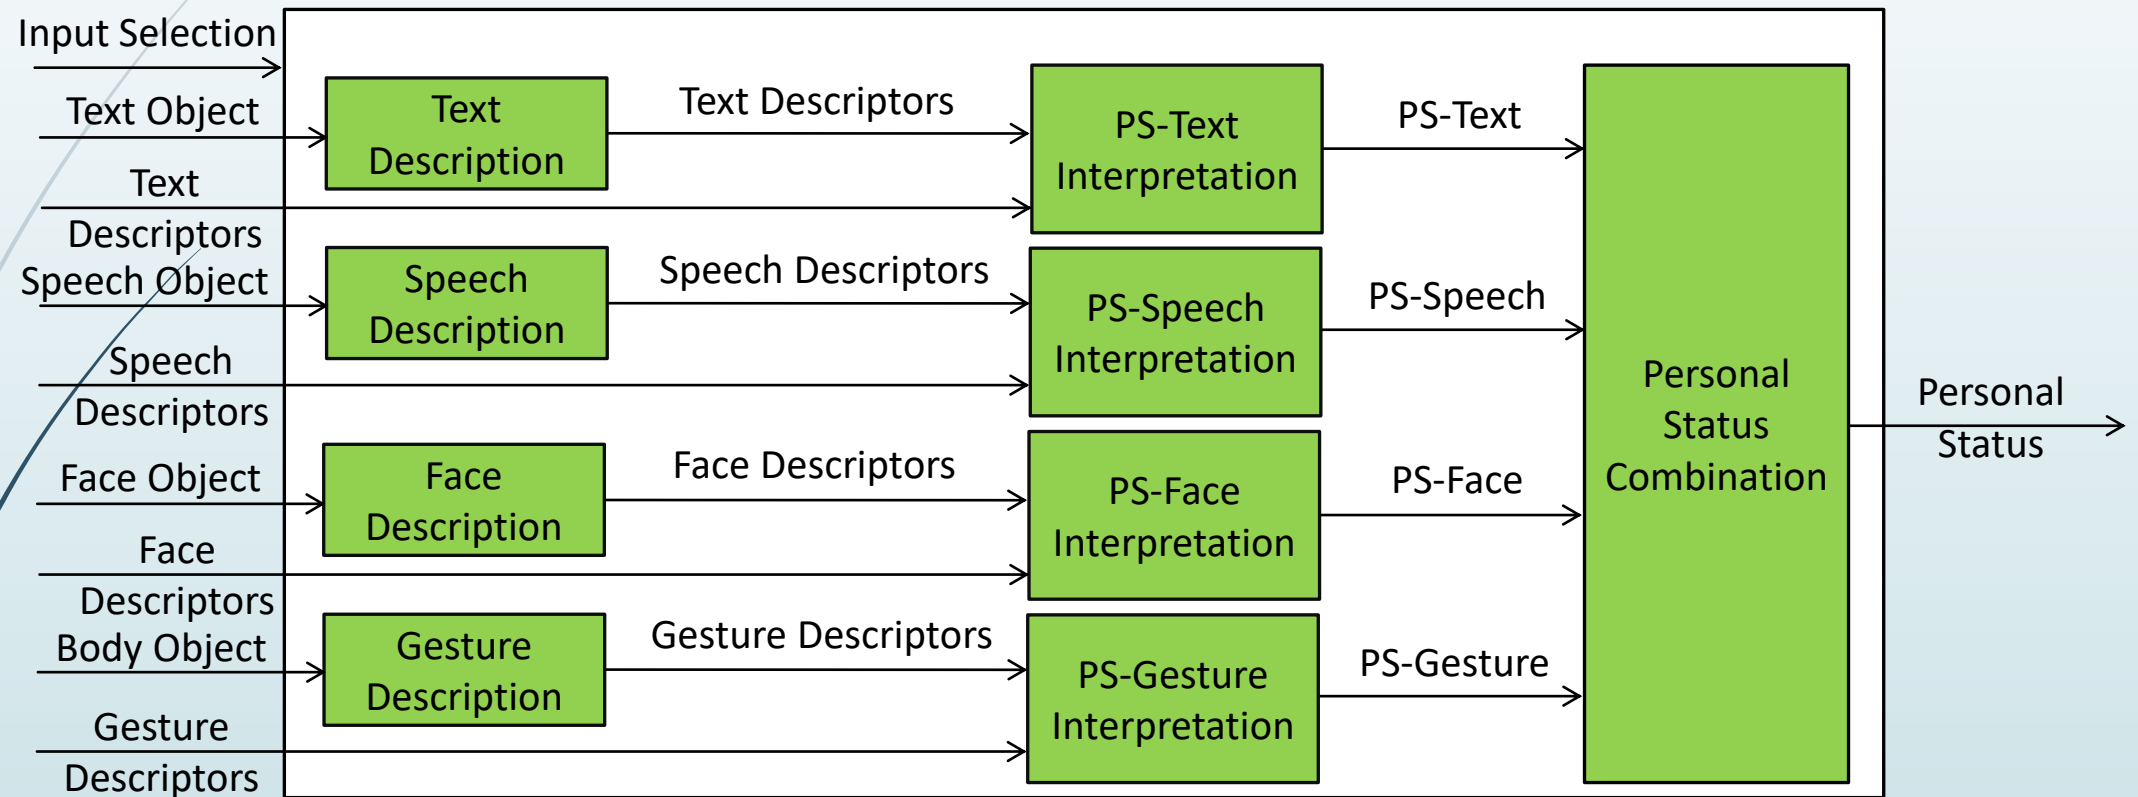 Input Selection
Text Object
Text
Descriptors
Speech Object
Speech
Descriptors
Face Object
Face
Descriptors
Body Object
Gesture
Descriptors
Text
Description
Speech
Description
Face
Description
Gesture
Description
Text Descriptors
Speech Descriptors
Face Descriptors
Gesture Descriptors
PS-Text
Interpretation
PS-Speech
Interpretation
PS-Face
Interpretation
PS-Gesture
Interpretation
PS-Text
PS-Speech
PS-Face
PS-Gesture
Personal
Status
Combination
Personal
Status